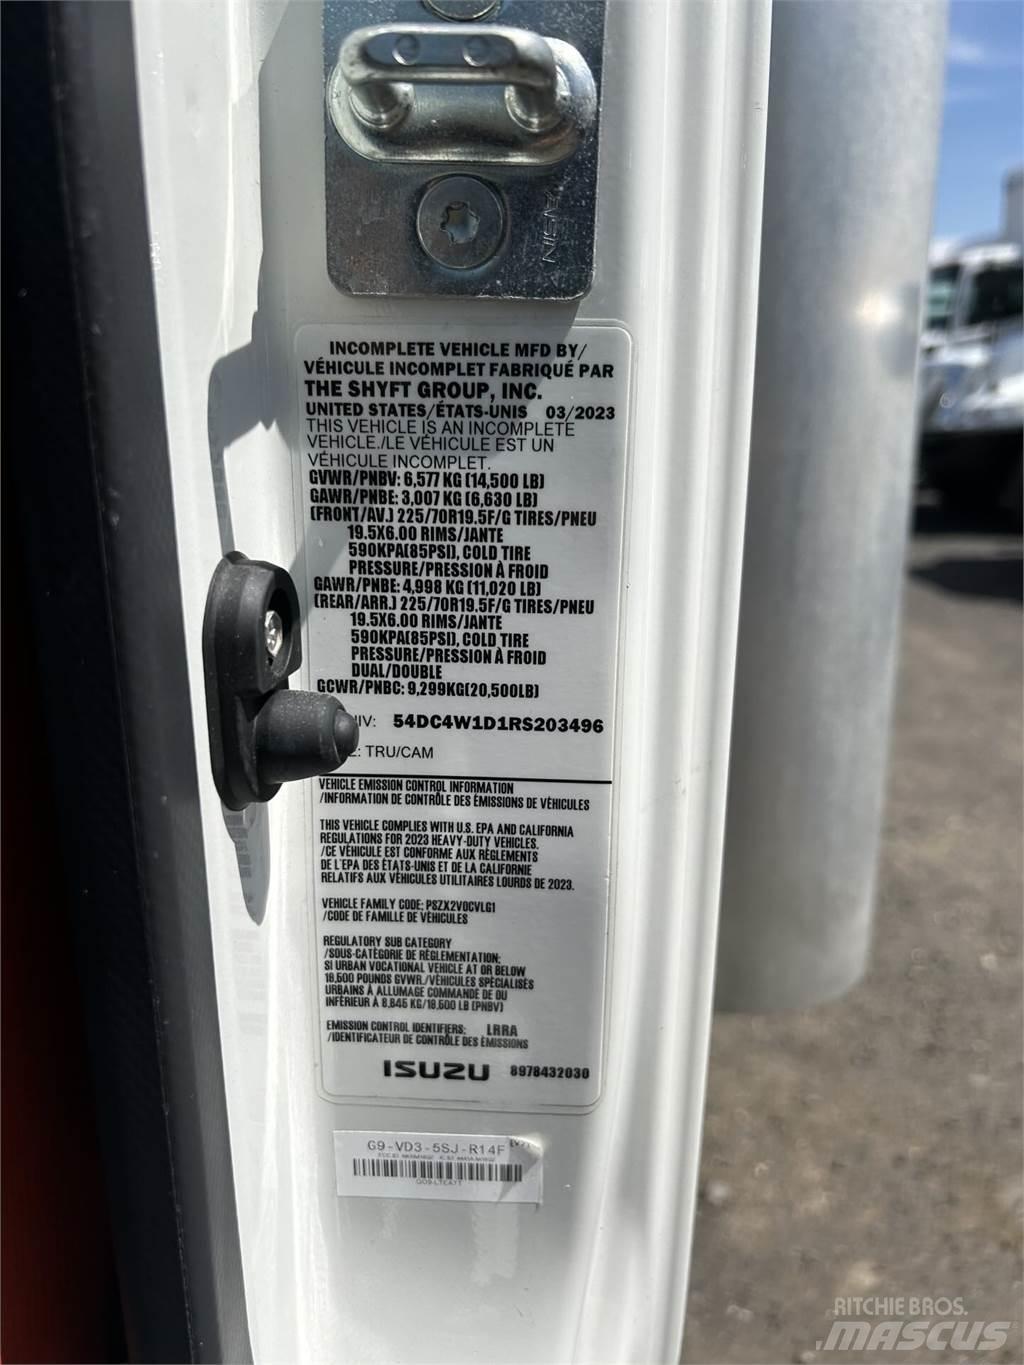 AISIN
INCOMPLETE VEHICLE MFD BY/
VÉHICULE INCOMPLET FABRIQUÉ PAR
THE SHYFT GROUP, INC.
UNITED STATES/ÉTATS-UNIS 03/2023
THIS VEHICLE IS AN INCOMPLETE
VEHICLE./LE VÉHICULE EST UN
VÉHICULE INCOMPLET.
GVWR/PNBV: 6,577 KG (14,500 LB)
GAWR/PNBE: 3,007 KG (6,630 LB)
(FRONT/AV.) 225/70R19.5F/G TIRES/PNEU
19.5X6.00 RIMS/JANTE
590KPA(85PSI), COLD TIRE
PRESSURE/PRESSION À FROID
GAWR/PNBE: 4,998 KG (11,020 LB)
(REAR/ARR.) 225/70R19.5F/G TIRES/PNEU
19.5X6.00 RIMS/JANTE
590KPA(85PSI), COLD TIRE
PRESSURE/PRESSION À FROID
DUAL/DOUBLE
GCWR/PNBC: 9,299KG(20,500LB)
IV: 54DC4W1D1RS203496
: TRU/CAM
VEHICLE EMISSION CONTROL INFORMATION
/INFORMATION DE CONTRÔLE DES ÉMISSIONS DE VÉHICULES
THIS VEHICLE COMPLIES WITH U.S. EPA AND CALIFORNIA
REGULATIONS FOR 2023 HEAVY-DUTY VEHICLES.
/CE VÉHICULE EST CONFORME AUX RÈGLEMENTS
DE L'EPA DES ÉTATS-UNIS ET DE LA CALIFORNIE
RELATIFS AUX VÉHICULES UTILITAIRES LOURDS DE 2023.
VEHICLE FAMILY CODE: PSZX2VOCVLG1
/CODE DE FAMILLE DE VÉHICULES
REGULATORY SUB CATEGORY
/SOUS-CATÉGORIE DE RÉGLEMENTATION:
SI URBAN VOCATIONAL VEHICLE AT OR BELOW
19,500 POUNDS GVWR./VÉHICULES SPÉCIALISÉS
URBAINS À ALLUMAGE COMMANDÉ DE OU
INFÉRIEUR À 8,845 KG/19,500 LB (PNBV)
EMISSION CONTROL IDENTIFIERS: LRRA
/IDENTIFICATEUR DE CONTRÔLE DES ÉMISSIONS
ISUZU 8978432030
G9-VD3-5SJ-R14F
RITCHIE BROS.
MASCUS